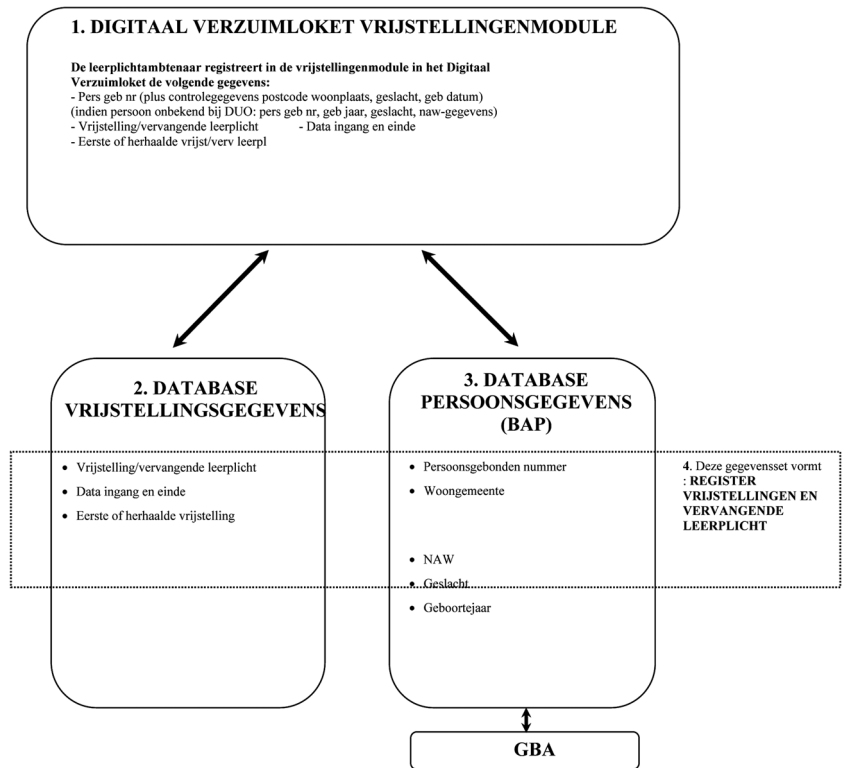 1. DIGITAAL VERZUIMLOKET VRIJSTELLINGENMODULE
De leerplichtambtenaar registreert in de vrijstellingenmodule in het Digitaal
Verzuimloket de volgende gegevens:
- Pers geb nr (plus controlegegevens postcode woonplaats, geslacht, geb datum)
(indien persoon onbekend bij DUO: pers geb nr, geb jaar, geslacht, naw-gegevens)
- Vrijstelling/vervangende leerplicht - Data ingang en einde
- Eerste of herhaalde vrijst/verv leerpl
2. DATABASE
VRIJSTELLINGSGEGEVENS
• Vrijstelling/vervangende leerplicht
• Data ingang en einde
• Eerste of herhaalde vrijstelling
3. DATABASE
PERSOONSGEGEVENS
(BAP)
• Persoonsgebonden nummer
• Woongemeente
• NAW
• Geslacht
• Geboortejaar
4. Deze gegevensset vormt
: REGISTER
VRIJSTELLINGEN EN
VERVANGENDE
LEERPLICHT
GBA